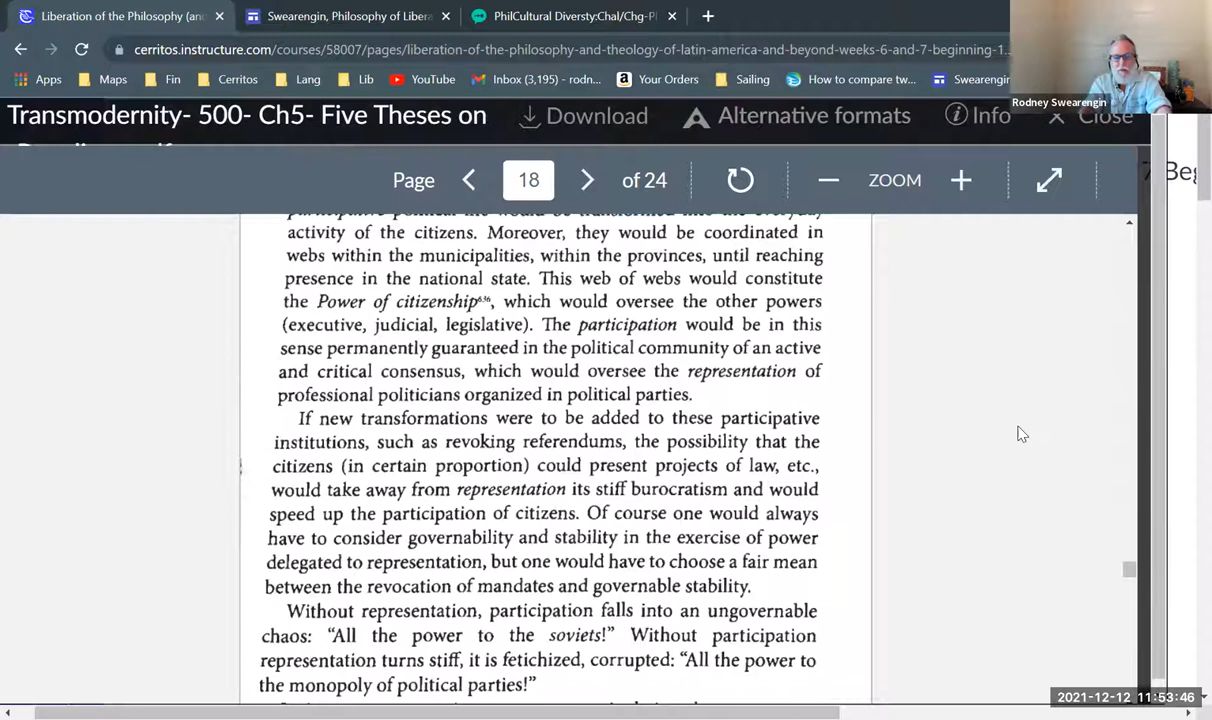 Liberation of the Philosophy (an
Swearengin, Philosophy of Libera
PhilCultural Diversty:Chal/Chg-P
cerritos.instructure.com/courses/58007/pages/liberation-of-the-philosophy-and-theology-of-latin-america-and-beyond-weeks-6-and-7-beginning-1...
Apps Maps Fin Cerritos Lang Lib YouTube Inbox (3,195) - rodn... Your Orders Sailing How to compare tw... Swearengin
Rodney Swearengin
Transmodernity- 500- Ch5- Five Theses on
Download Alternative formats Info Close
Page 18 of 24 ZOOM
7 Beg
participative political life would be transformed into the everyday
activity of the citizens. Moreover, they would be coordinated in
webs within the municipalities, within the provinces, until reaching
presence in the national state. This web of webs would constitute
the Power of citizenship, which would oversee the other powers
(executive, judicial, legislative). The participation would be in this
sense permanently guaranteed in the political community of an active
and critical consensus, which would oversee the representation of
professional politicians organized in political parties.
If new transformations were to be added to these participative
institutions, such as revoking referendums, the possibility that the
citizens (in certain proportion) could present projects of law, etc.,
would take away from representation its stiff burocratism and would
speed up the participation of citizens. Of course one would always
have to consider governability and stability in the exercise of power
delegated to representation, but one would have to choose a fair mean
between the revocation of mandates and governable stability.
Without representation, participation falls into an ungovernable
chaos: “All the power to the soviets!” Without participation
representation turns stiff, it is fetichized, corrupted: “All the power to
the monopoly of political parties!”
2021-12-12 11:53:46